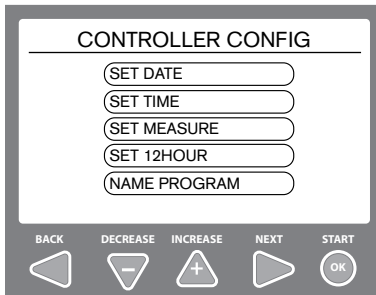 CONTROLLER CONFIG
SET DATE
SET TIME
SET MEASURE
SET 12HOUR
NAME PROGRAM
BACK DECREASE INCREASE NEXT START
− + OK